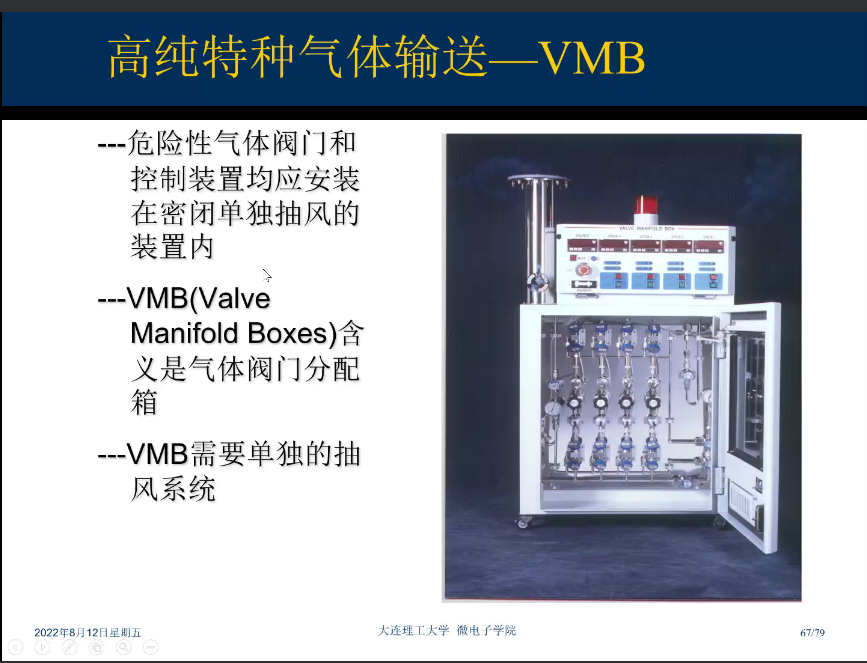 高纯特种气体输送—VMB
---危险性气体阀门和
控制装置均应安装
在密闭单独抽风的
装置内
---VMB(Valve
Manifold Boxes)含
义是气体阀门分配
箱
---VMB需要单独的抽
风系统
VALVE MANIFOLD BOX
2022年8月12日星期五
大连理工大学 微电子学院
67/79